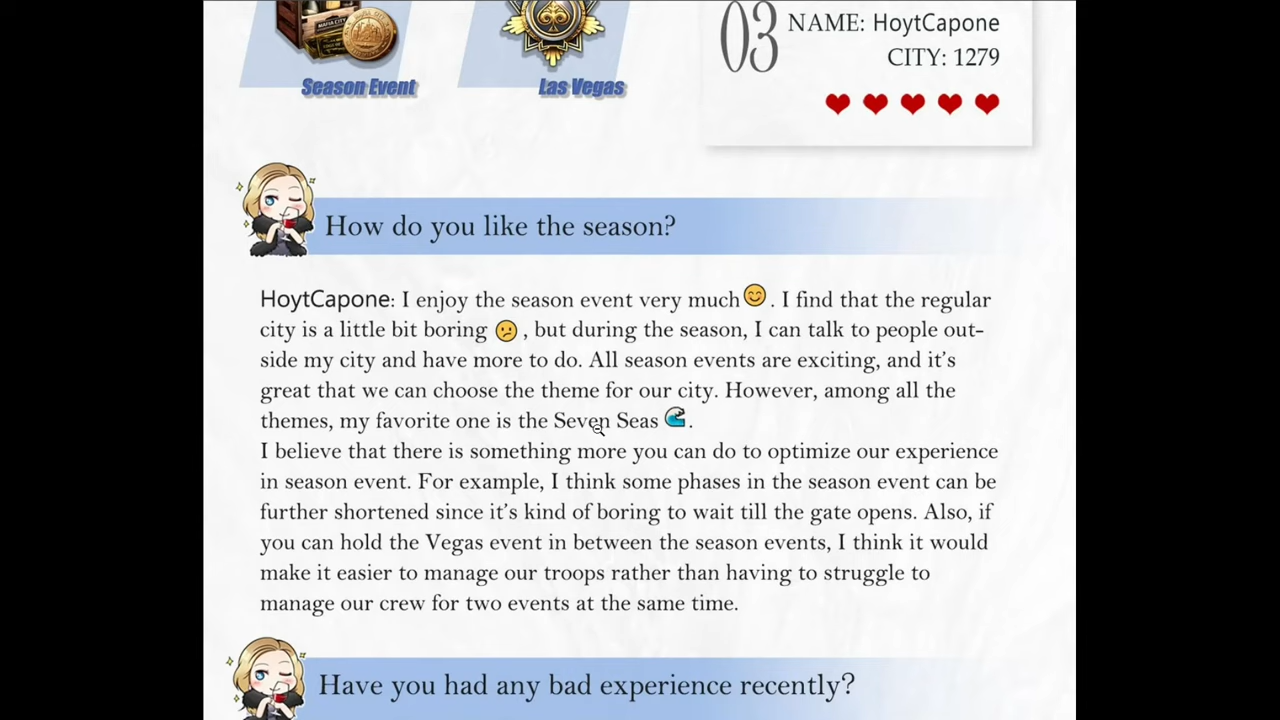 MAFIA CITY
Season Event
Las Vegas
03
NAME: HoytCapone
CITY: 1279
How do you like the season?
HoytCapone: I enjoy the season event very much😊. I find that the regular
city is a little bit boring 😕, but during the season, I can talk to people out-
side my city and have more to do. All season events are exciting, and it's
great that we can choose the theme for our city. However, among all the
themes, my favorite one is the Seven Seas 🌊.
I believe that there is something more you can do to optimize our experience
in season event. For example, I think some phases in the season event can be
further shortened since it's kind of boring to wait till the gate opens. Also, if
you can hold the Vegas event in between the season events, I think it would
make it easier to manage our troops rather than having to struggle to
manage our crew for two events at the same time.
Have you had any bad experience recently?